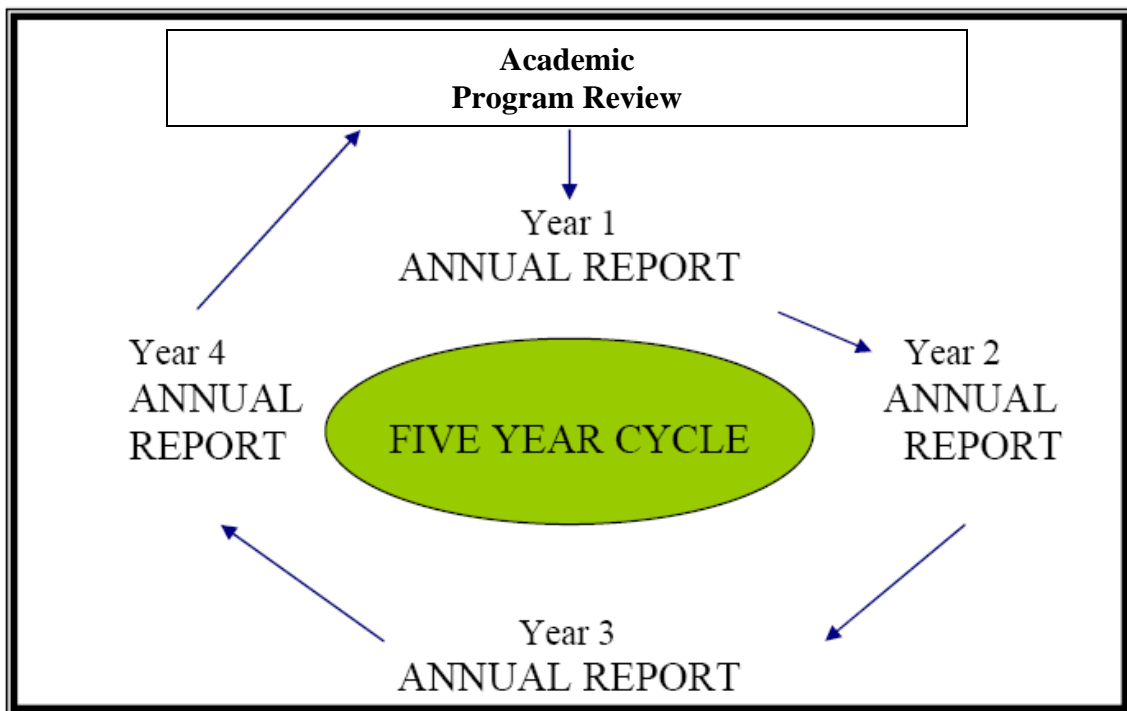 Academic
Program Review
Year 1
ANNUAL REPORT
Year 2
ANNUAL
REPORT
Year 3
ANNUAL REPORT
Year 4
ANNUAL
REPORT
FIVE YEAR CYCLE